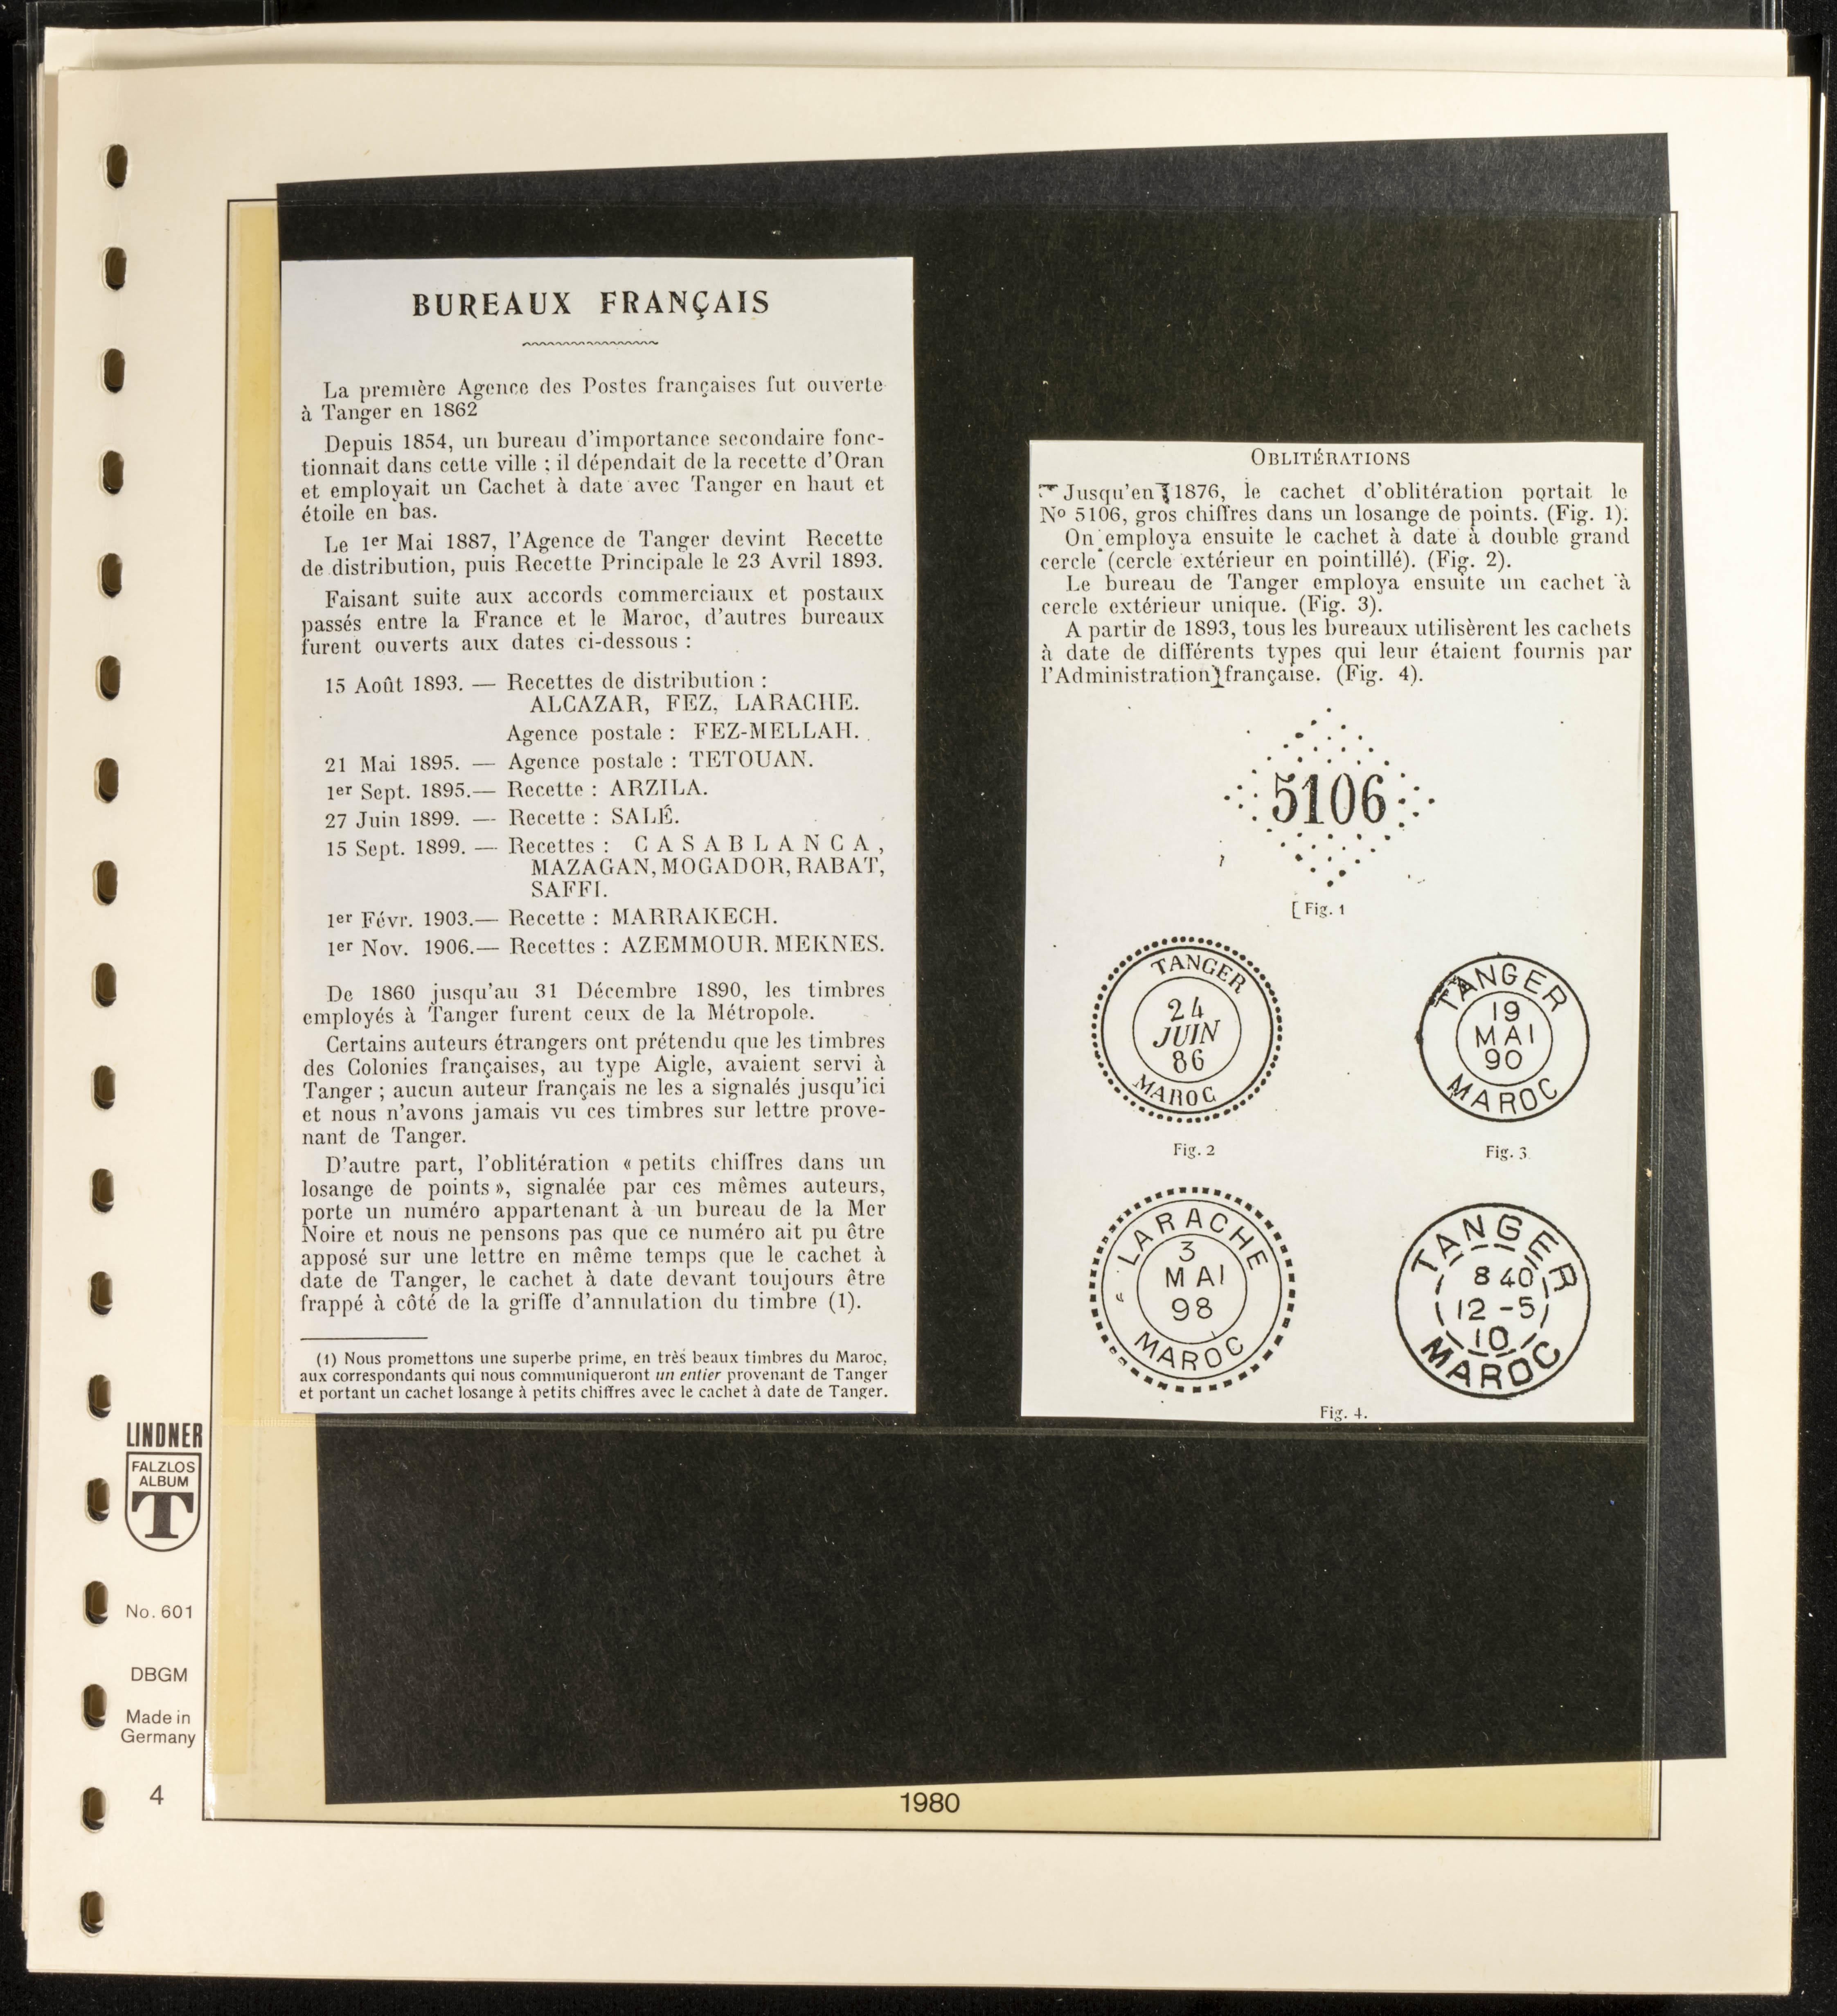 BUREAUX FRANÇAIS
La première Agence des Postes françaises fut ouverte
à Tanger en 1862
Depuis 1854, un bureau d'importance secondaire fonc-
tionnait dans cette ville ; il dépendait de la recette d'Oran
et employait un Cachet à date avec Tanger en haut et
étoile en bas.
Le 1er Mai 1887, l'Agence de Tanger devint Recette
de distribution, puis Recette Principale le 23 Avril 1893.
Faisant suite aux accords commerciaux et postaux
passés entre la France et le Maroc, d'autres bureaux
furent ouverts aux dates ci-dessous :
15 Août 1893. — Recettes de distribution :
ALCAZAR, FEZ, LARACHE.
Agence postale : FEZ-MELLAH.
21 Mai 1895. — Agence postale : TETOUAN.
1er Sept. 1895.— Recette : ARZILA.
27 Juin 1899. — Recette : SALÉ.
15 Sept. 1899. — Recettes : CASABLANCA,
MAZAGAN, MOGADOR, RABAT,
SAFFI.
1er Févr. 1903.— Recette : MARRAKECH.
1er Nov. 1906.— Recettes : AZEMMOUR. MEKNES.
De 1860 jusqu'au 31 Décembre 1890, les timbres
employés à Tanger furent ceux de la Métropole.
Certains auteurs étrangers ont prétendu que les timbres
des Colonies françaises, au type Aigle, avaient servi à
Tanger ; aucun auteur français ne les a signalés jusqu'ici
et nous n'avons jamais vu ces timbres sur lettre prove-
nant de Tanger.
D'autre part, l'oblitération « petits chiffres dans un
losange de points », signalée par ces mêmes auteurs,
porte un numéro appartenant à un bureau de la Mer
Noire et nous ne pensons pas que ce numéro ait pu être
apposé sur une lettre en même temps que le cachet à
date de Tanger, le cachet à date devant toujours être
frappé à côté de la griffe d'annulation du timbre (1).
(1) Nous promettons une superbe prime, en très beaux timbres du Maroc,
aux correspondants qui nous communiqueront un entier provenant de Tanger
et portant un cachet losange à petits chiffres avec le cachet à date de Tanger.
OBLITÉRATIONS
Jusqu'en 1876, le cachet d'oblitération portait le
No 5106, gros chiffres dans un losange de points. (Fig. 1).
On employa ensuite le cachet à date à double grand
cercle (cercle extérieur en pointillé). (Fig. 2).
Le bureau de Tanger employa ensuite un cachet à
cercle extérieur unique. (Fig. 3).
A partir de 1893, tous les bureaux utilisèrent les cachets
à date de différents types qui leur étaient fournis par
l'Administration française. (Fig. 4).
5106
[ Fig. 1
TANGER
24
JUIN
86
MAROC
Fig. 2
TANGER
19
MAI
90
MAROC
Fig. 3
LARACHE
3
MAI
98
MAROC
TANGER
8 40
12 -5
10
MAROC
Fig. 4.
LINDNER
FALZLOS
ALBUM
T
No. 601
DBGM
Made in
Germany
4
1980